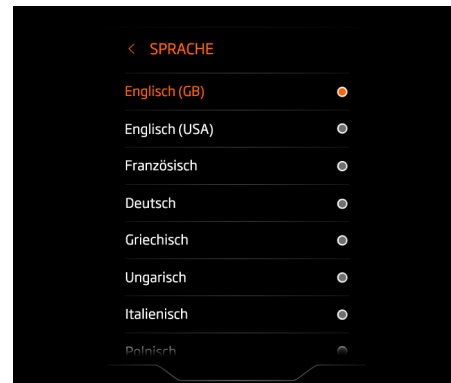 < SPRACHE
Englisch (GB)
Englisch (USA)
Französisch
Deutsch
Griechisch
Ungarisch
Italienisch
Polnisch